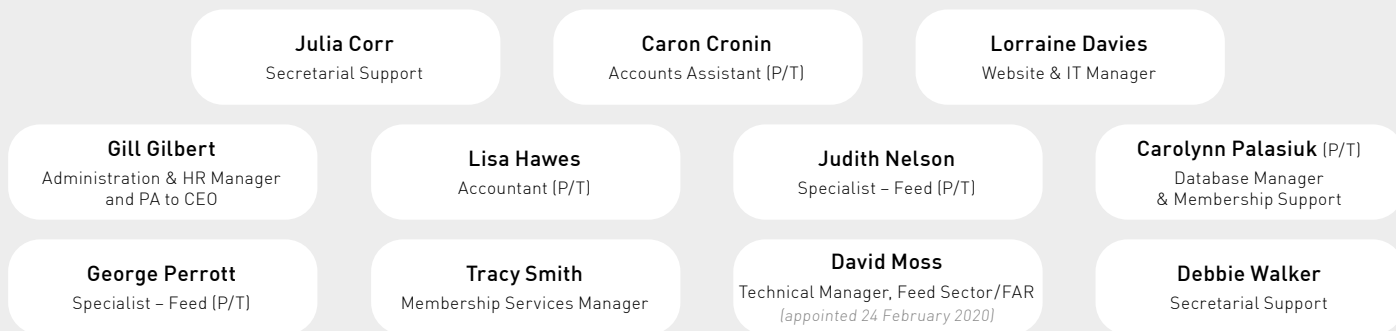 Julia Corr
Secretarial Support
Caron Cronin
Accounts Assistant (P/T)
Lorraine Davies
Website & IT Manager
Gill Gilbert
Administration & HR Manager
and PA to CEO
Lisa Hawes
Accountant (P/T)
Judith Nelson
Specialist – Feed (P/T)
Carolynn Palasiuk (P/T)
Database Manager
& Membership Support
George Perrott
Specialist – Feed (P/T)
Tracy Smith
Membership Services Manager
David Moss
Technical Manager, Feed Sector/FAR
(appointed 24 February 2020)
Debbie Walker
Secretarial Support